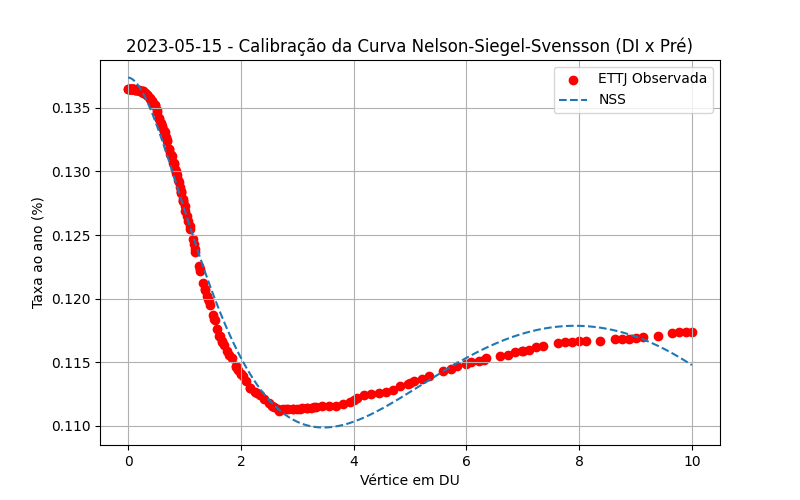 2023-05-15 - Calibração da Curva Nelson-Siegel-Svensson (DI x Pré)
ETTJ Observada
NSS
Taxa ao ano (%)
0.135
0.130
0.125
0.120
0.115
0.110
0 2 4 6 8 10
Vértice em DU